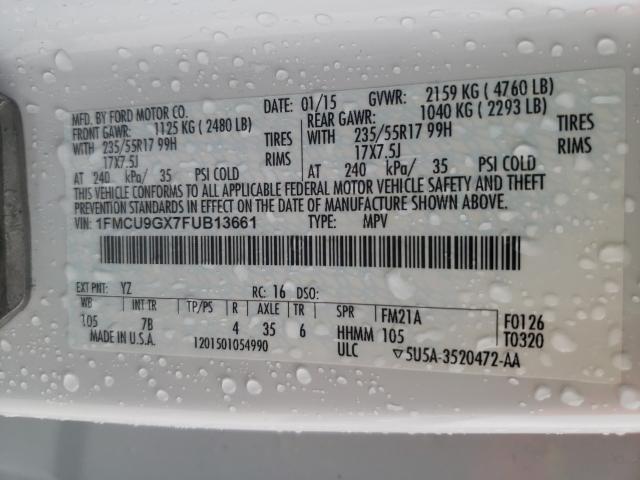 MFD. BY FORD MOTOR CO. DATE: 01/15 GVWR: 2159 KG ( 4760 LB)
FRONT GAWR: 1125 KG ( 2480 LB) REAR GAWR: 1040 KG ( 2293 LB)
WITH 235/55R17 99H TIRES WITH 235/55R17 99H TIRES
17X7.5J RIMS 17X7.5J RIMS
AT 240 kPa/ 35 PSI COLD AT 240 kPa/ 35 PSI COLD
THIS VEHICLE CONFORMS TO ALL APPLICABLE FEDERAL MOTOR VEHICLE SAFETY AND THEFT
PREVENTION STANDARDS IN EFFECT ON THE DATE OF MANUFACTURE SHOWN ABOVE.
VIN: 1FMCU9GX7FUB13661 TYPE: MPV
EXT PNT: YZ RC: 16 DSO:
WB INT TR TP/PS R AXLE TR SPR FM21A F0126
105 7B 4 35 6 HHMM 105 T0320
MADE IN U.S.A. 1201501054990 ULC ▽5U5A-3520472-AA